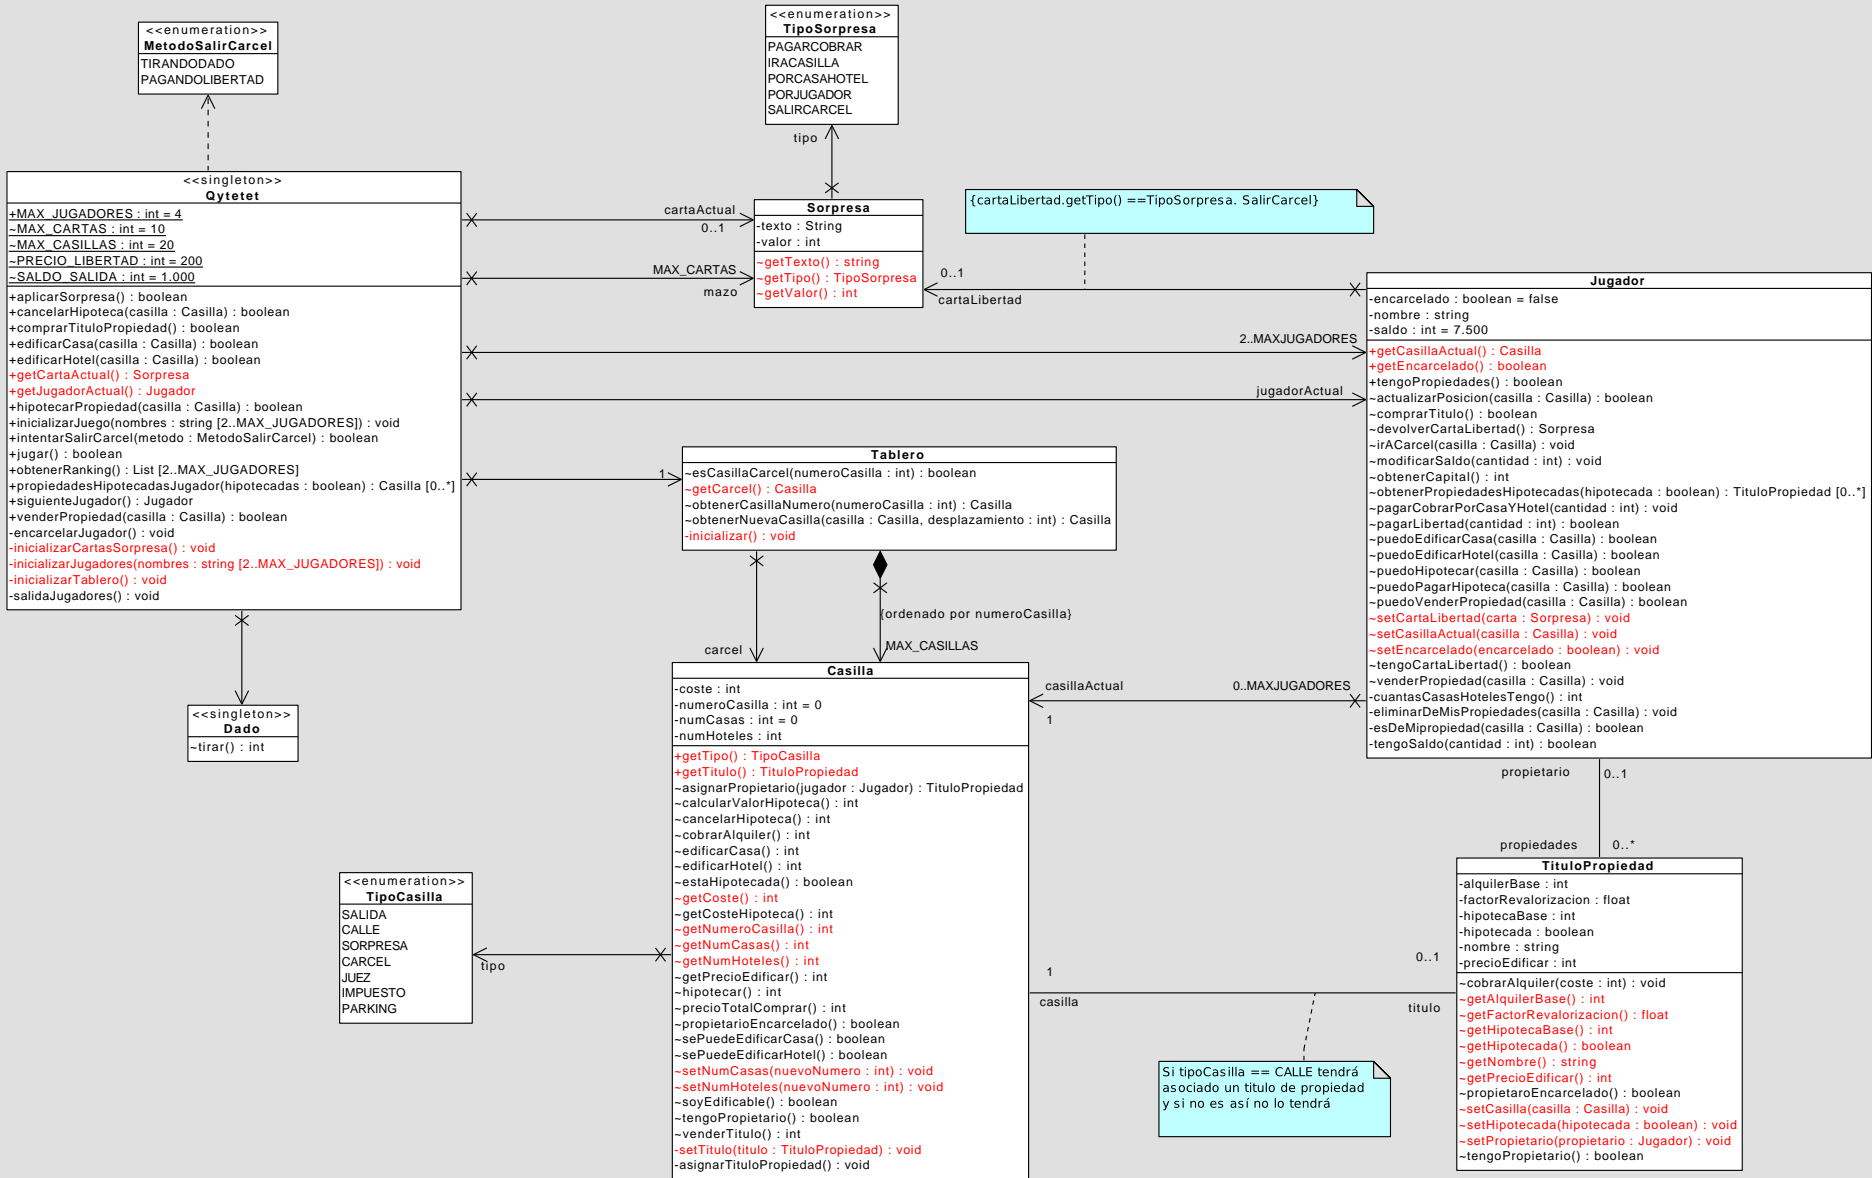 <<enumeration>>
MetodoSalirCarcel
TIRANDODADO
PAGANDOLIBERTAD
<<enumeration>>
TipoSorpresa
PAGARCOBRAR
IRACASILLA
PORCASAHOTEL
PORJUGADOR
SALIRCARCEL
tipo
<<singleton>>
Qytetet
+MAX_JUGADORES : int = 4
~MAX_CARTAS : int = 10
~MAX_CASILLAS : int = 20
~PRECIO_LIBERTAD : int = 200
~SALDO_SALIDA : int = 1.000
+aplicarSorpresa() : boolean
+cancelarHipoteca(casilla : Casilla) : boolean
+comprarTituloPropiedad() : boolean
+edificarCasa(casilla : Casilla) : boolean
+edificarHotel(casilla : Casilla) : boolean
+getCartaActual() : Sorpresa
+getJugadorActual() : Jugador
+hipotecarPropiedad(casilla : Casilla) : boolean
+inicializarJuego(nombres : string [2..MAX_JUGADORES]) : void
+intentarSalirCarcel(metodo : MetodoSalirCarcel) : boolean
+jugar() : boolean
+obtenerRanking() : List [2..MAX_JUGADORES]
+propiedadesHipotecadasJugador(hipotecadas : boolean) : Casilla [0..*]
+siguienteJugador() : Jugador
+venderPropiedad(casilla : Casilla) : boolean
-encarcelarJugador() : void
-inicializarCartasSorpresa() : void
-inicializarJugadores(nombres : string [2..MAX_JUGADORES]) : void
-inicializarTablero() : void
-salidaJugadores() : void
cartaActual
0..1
MAX_CARTAS
mazo
Sorpresa
-texto : String
-valor : int
~getTexto() : string
~getTipo() : TipoSorpresa
~getValor() : int
{cartaLibertad.getTipo() ==TipoSorpresa. SalirCarcel}
0..1
cartaLibertad
2..MAXJUGADORES
jugadorActual
Jugador
-encarcelado : boolean = false
-nombre : string
-saldo : int = 7.500
+getCasillaActual() : Casilla
+getEncarcelado() : boolean
+tengoPropiedades() : boolean
~actualizarPosicion(casilla : Casilla) : boolean
~comprarTitulo() : boolean
~devolverCartaLibertad() : Sorpresa
~irACarcel(casilla : Casilla) : void
~modificarSaldo(cantidad : int) : void
~obtenerCapital() : int
~obtenerPropiedadesHipotecadas(hipotecada : boolean) : TituloPropiedad [0..*]
~pagarCobrarPorCasaYHotel(cantidad : int) : void
~pagarLibertad(cantidad : int) : boolean
~puedoEdificarCasa(casilla : Casilla) : boolean
~puedoEdificarHotel(casilla : Casilla) : boolean
~puedoHipotecar(casilla : Casilla) : boolean
~puedoPagarHipoteca(casilla : Casilla) : boolean
~puedoVenderPropiedad(casilla : Casilla) : boolean
~setCartaLibertad(carta : Sorpresa) : void
~setCasillaActual(casilla : Casilla) : void
~setEncarcelado(encarcelado : boolean) : void
~tengoCartaLibertad() : boolean
~venderPropiedad(casilla : Casilla) : void
-cuantasCasasHotelesTengo() : int
-eliminarDeMisPropiedades(casilla : Casilla) : void
-esDeMipropiedad(casilla : Casilla) : boolean
-tengoSaldo(cantidad : int) : boolean
1
Tablero
~esCasillaCarcel(numeroCasilla : int) : boolean
~getCarcel() : Casilla
~obtenerCasillaNumero(numeroCasilla : int) : Casilla
~obtenerNuevaCasilla(casilla : Casilla, desplazamiento : int) : Casilla
-inicializar() : void
{ordenado por numeroCasilla}
carcel
MAX_CASILLAS
<<singleton>>
Dado
~tirar() : int
Casilla
-coste : int
-numeroCasilla : int = 0
-numCasas : int = 0
-numHoteles : int
+getTipo() : TipoCasilla
+getTitulo() : TituloPropiedad
~asignarPropietario(jugador : Jugador) : TituloPropiedad
~calcularValorHipoteca() : int
~cancelarHipoteca() : int
~cobrarAlquiler() : int
~edificarCasa() : int
~edificarHotel() : int
~estaHipotecada() : boolean
~getCoste() : int
~getCosteHipoteca() : int
~getNumeroCasilla() : int
~getNumCasas() : int
~getNumHoteles() : int
~getPrecioEdificar() : int
~hipotecar() : int
~precioTotalComprar() : int
~propietarioEncarcelado() : boolean
~sePuedeEdificarCasa() : boolean
~sePuedeEdificarHotel() : boolean
~setNumCasas(nuevoNumero : int) : void
~setNumHoteles(nuevoNumero : int) : void
~soyEdificable() : boolean
~tengoPropietario() : boolean
~venderTitulo() : int
-setTitulo(titulo : TituloPropiedad) : void
-asignarTituloPropiedad() : void
casillaActual
0..MAXJUGADORES
1
<<enumeration>>
TipoCasilla
SALIDA
CALLE
SORPRESA
CARCEL
JUEZ
IMPUESTO
PARKING
tipo
propietario
0..1
propiedades
0..*
TituloPropiedad
-alquilerBase : int
-factorRevalorizacion : float
-hipotecaBase : int
-hipotecada : boolean
-nombre : string
-precioEdificar : int
~cobrarAlquiler(coste : int) : void
~getAlquilerBase() : int
~getFactorRevalorizacion() : float
~getHipotecaBase() : int
~getHipotecada() : boolean
~getNombre() : string
~getPrecioEdificar() : int
~propietaroEncarcelado() : boolean
~setCasilla(casilla : Casilla) : void
~setHipotecada(hipotecada : boolean) : void
~setPropietario(propietario : Jugador) : void
~tengoPropietario() : boolean
1
casilla
0..1
titulo
Si tipoCasilla == CALLE tendrá
asociado un titulo de propiedad
y si no es así no lo tendrá